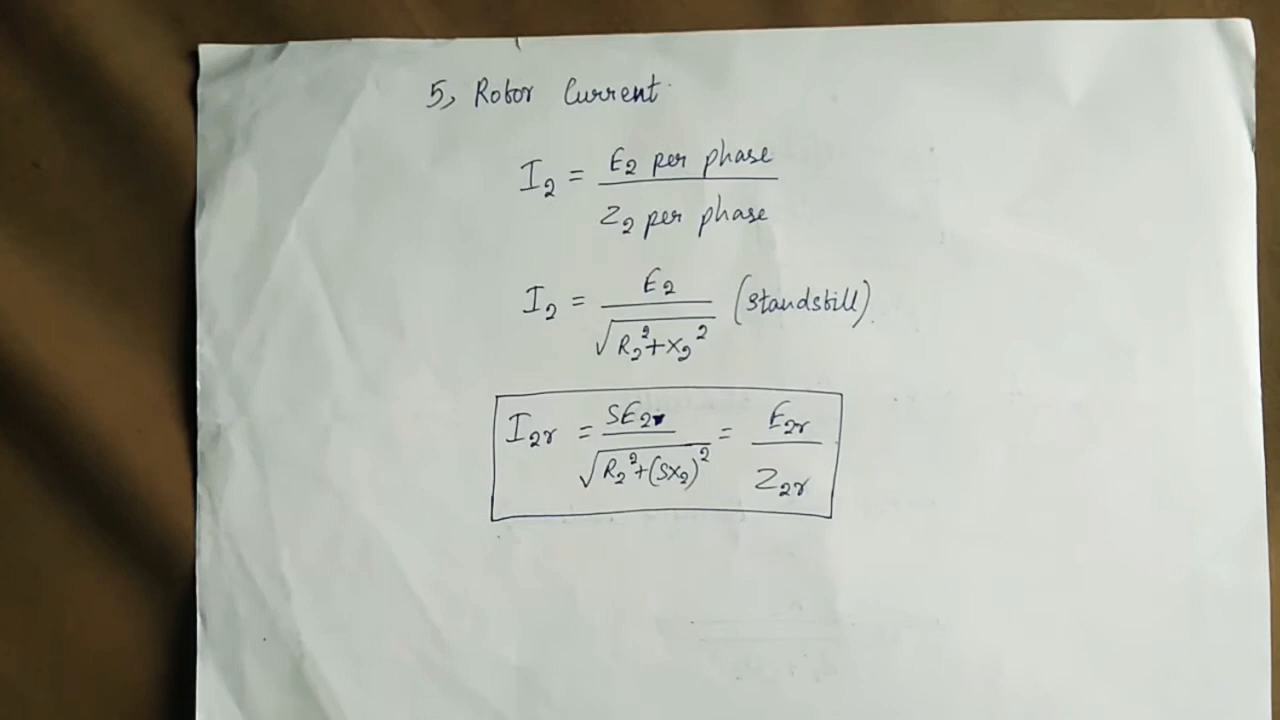 5, Rotor Current.
I₂ = E₂ per phase / Z₂ per phase
I₂ = E₂ / √(R₂² + X₂²) (standstill)
I₂r = SE₂ / √(R₂² + (SX₂)²) = E₂r / Z₂r